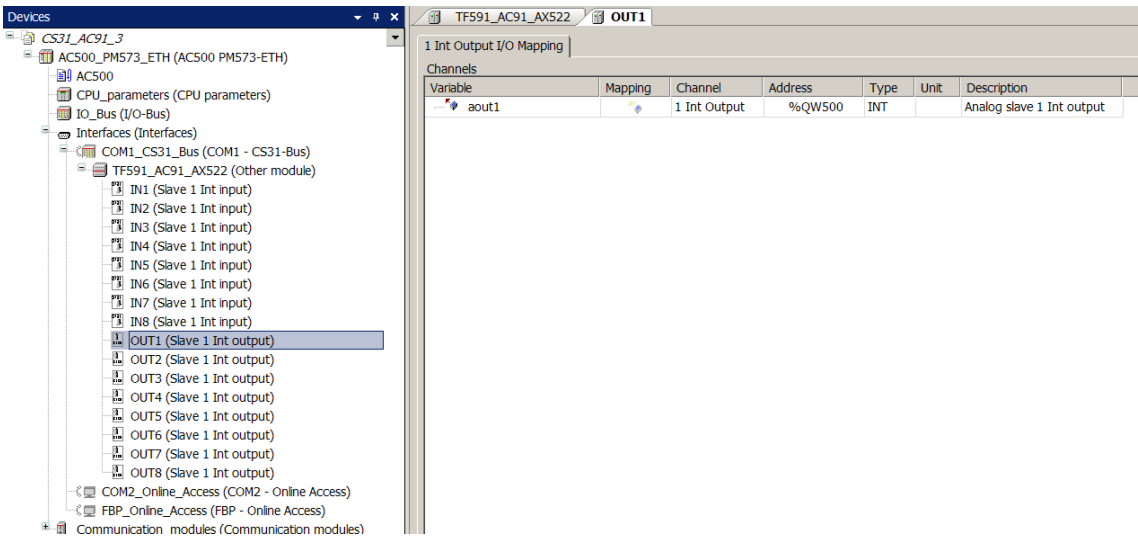 Devices
CS31_AC91_3
AC500_PM573_ETH (AC500 PM573-ETH)
AC500
CPU_parameters (CPU parameters)
IO_Bus (I/O-Bus)
Interfaces (Interfaces)
COM1_CS31_Bus (COM1 - CS31-Bus)
TF591_AC91_AX522 (Other module)
IN1 (Slave 1 Int input)
IN2 (Slave 1 Int input)
IN3 (Slave 1 Int input)
IN4 (Slave 1 Int input)
IN5 (Slave 1 Int input)
IN6 (Slave 1 Int input)
IN7 (Slave 1 Int input)
IN8 (Slave 1 Int input)
OUT1 (Slave 1 Int output)
OUT2 (Slave 1 Int output)
OUT3 (Slave 1 Int output)
OUT4 (Slave 1 Int output)
OUT5 (Slave 1 Int output)
OUT6 (Slave 1 Int output)
OUT7 (Slave 1 Int output)
OUT8 (Slave 1 Int output)
COM2_Online_Access (COM2 - Online Access)
FBP_Online_Access (FBP - Online Access)
Communication_modules (Communication modules)
TF591_AC91_AX522 OUT1
1 Int Output I/O Mapping
Channels
Variable Mapping Channel Address Type Unit Description
aout1 1 Int Output %QW500 INT Analog slave 1 Int output